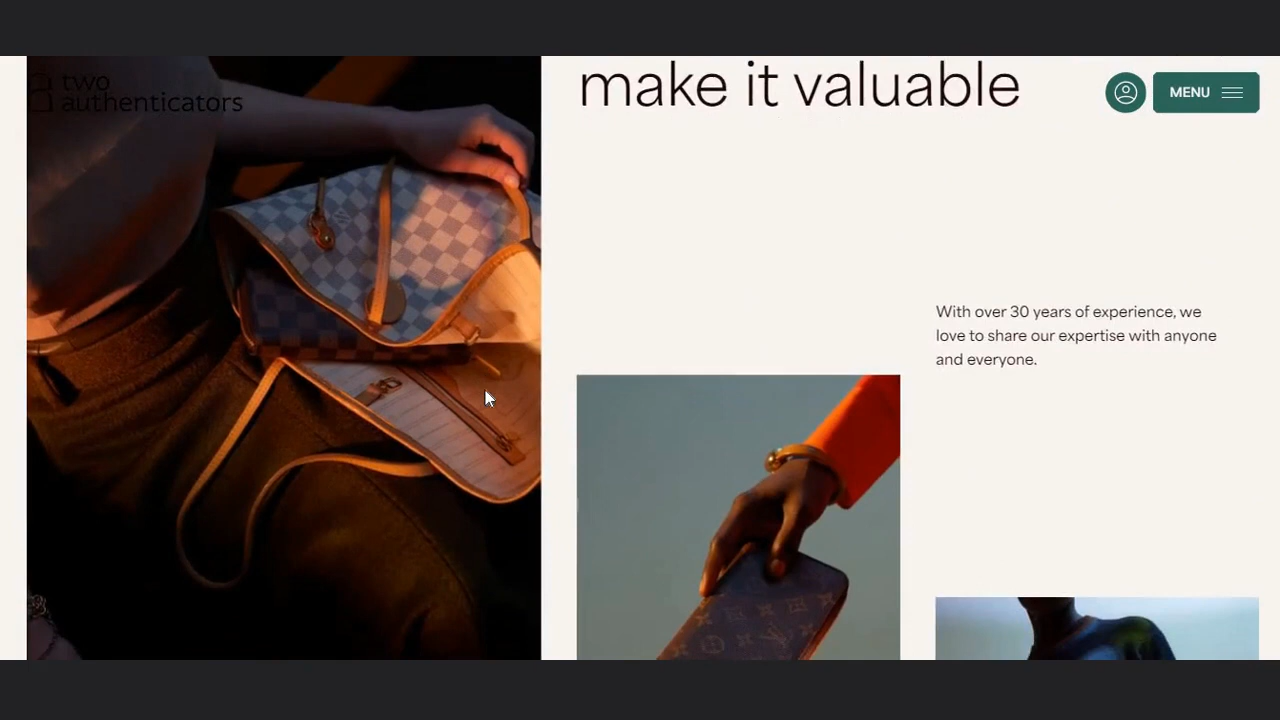 two
authenticators
make it valuable
MENU
With over 30 years of experience, we
love to share our expertise with anyone
and everyone.